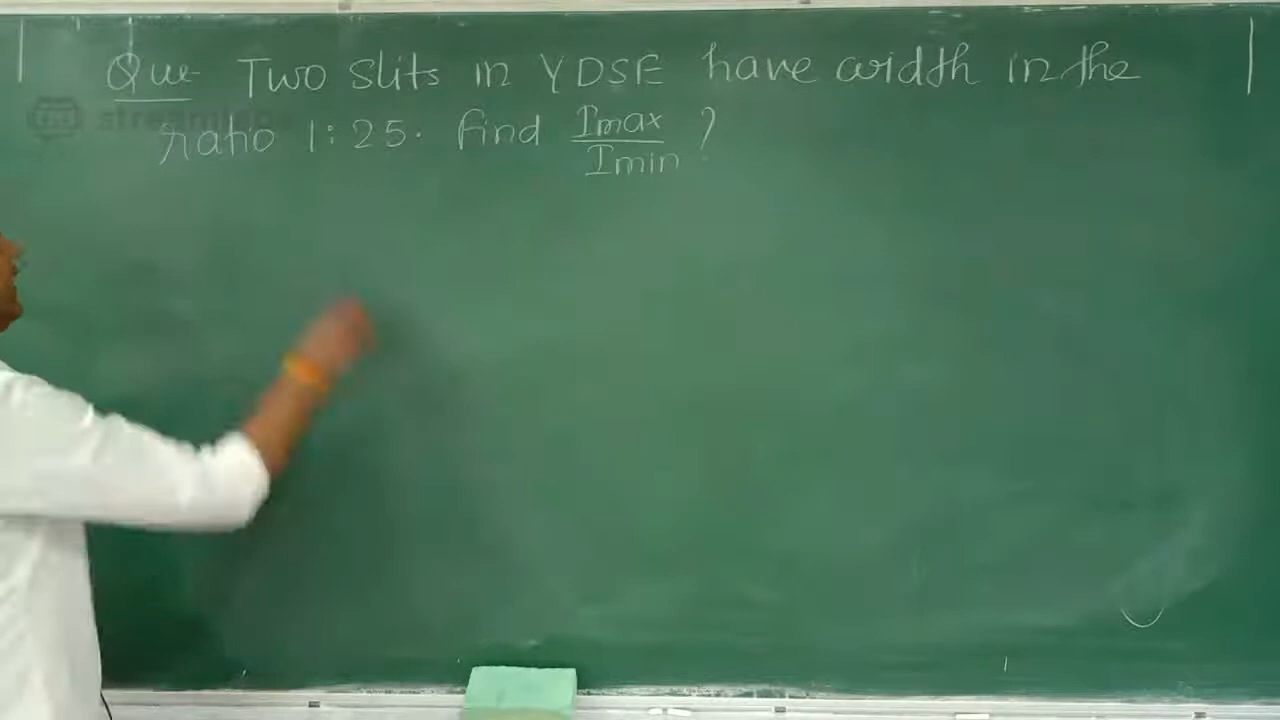 Que Two slits in YDSE have width in the
ratio 1:25. find Imax/Imin ?